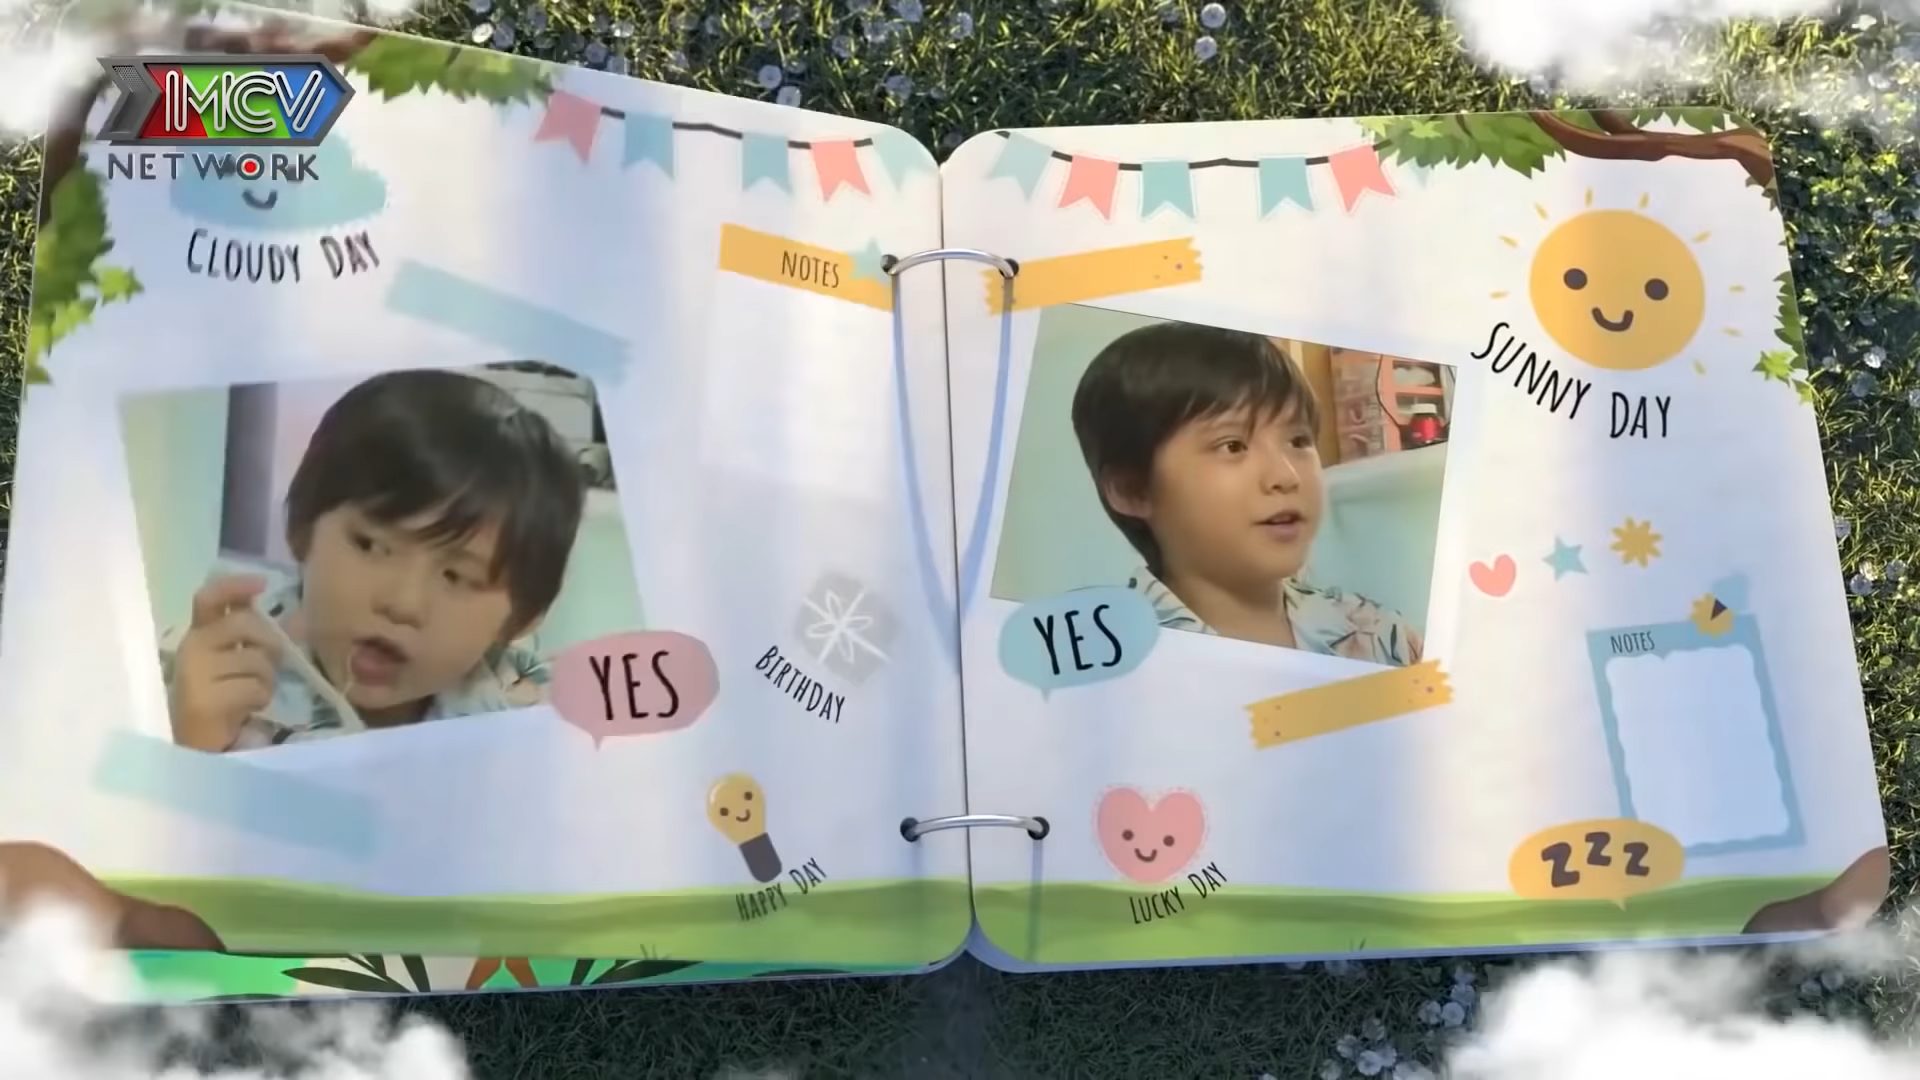 MCV
NETWORK
CLOUDY DAY
NOTES
YES
BIRTHDAY
HAPPY DAY
SUNNY DAY
YES
NOTES
LUCKY DAY
ZZZ